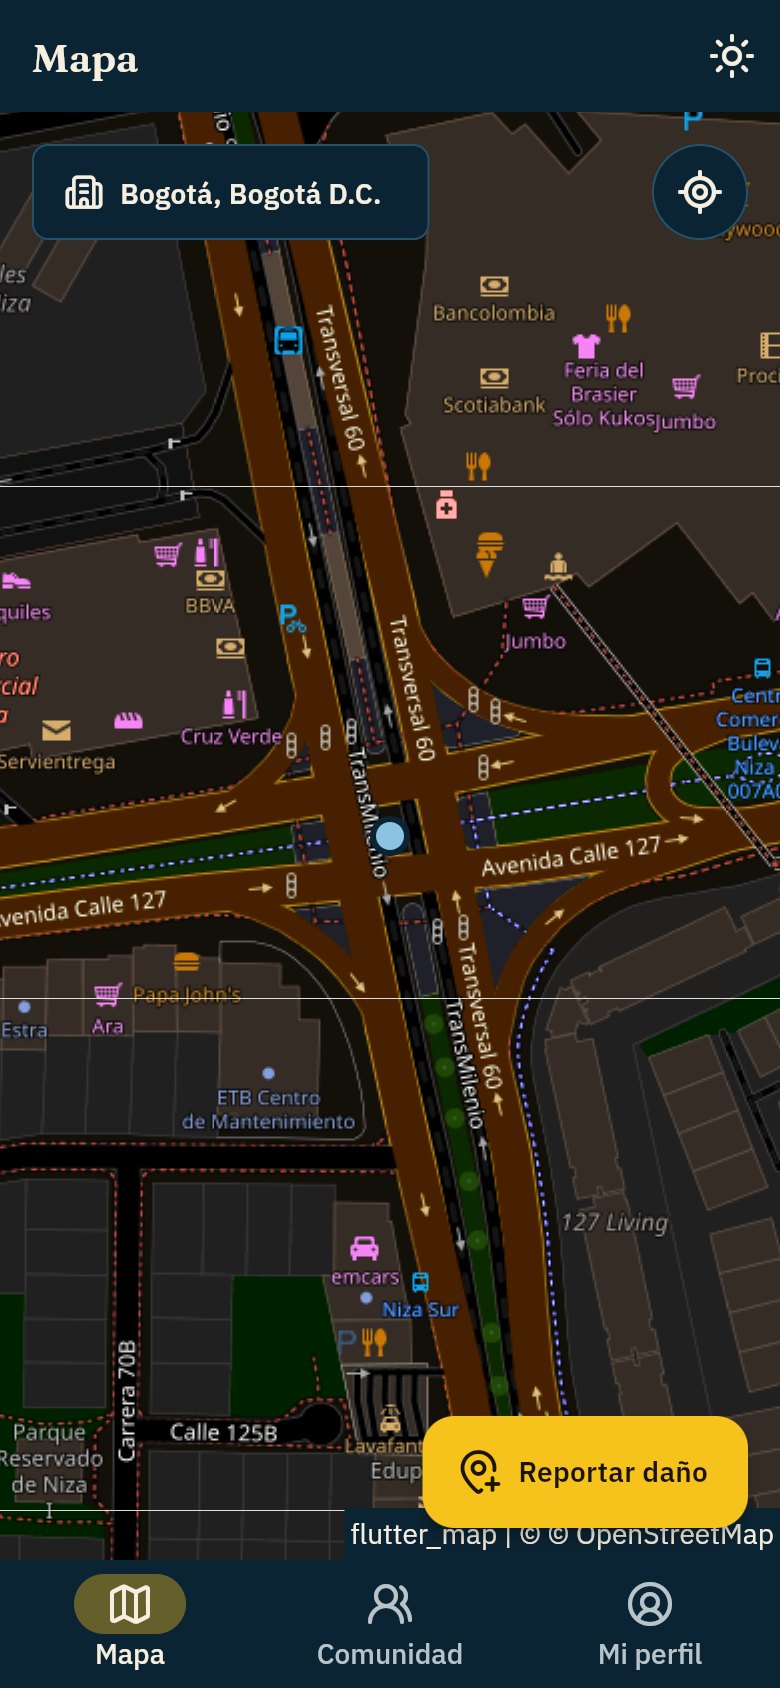 Mapa
Bogotá, Bogotá D.C.
Bancolombia
Transversal 60
Feria del
Brasier
Sólo Kukos
Jumbo
Scotiabank
BBVA
Jumbo
Transversal 60
Cruz Verde
Servientrega
Niza
TransMilenio
Avenida Calle 127
Avenida Calle 127
Papa John's
Estra
Ara
Transversal 60
TransMilenio
ETB Centro
de Mantenimiento
127 Living
emcars
Niza Sur
Carrera 70B
Calle 125B
Parque
Reservado
de Niza
I
Reportar daño
flutter_map | © © OpenStreetMap
Mapa
Comunidad
Mi perfil